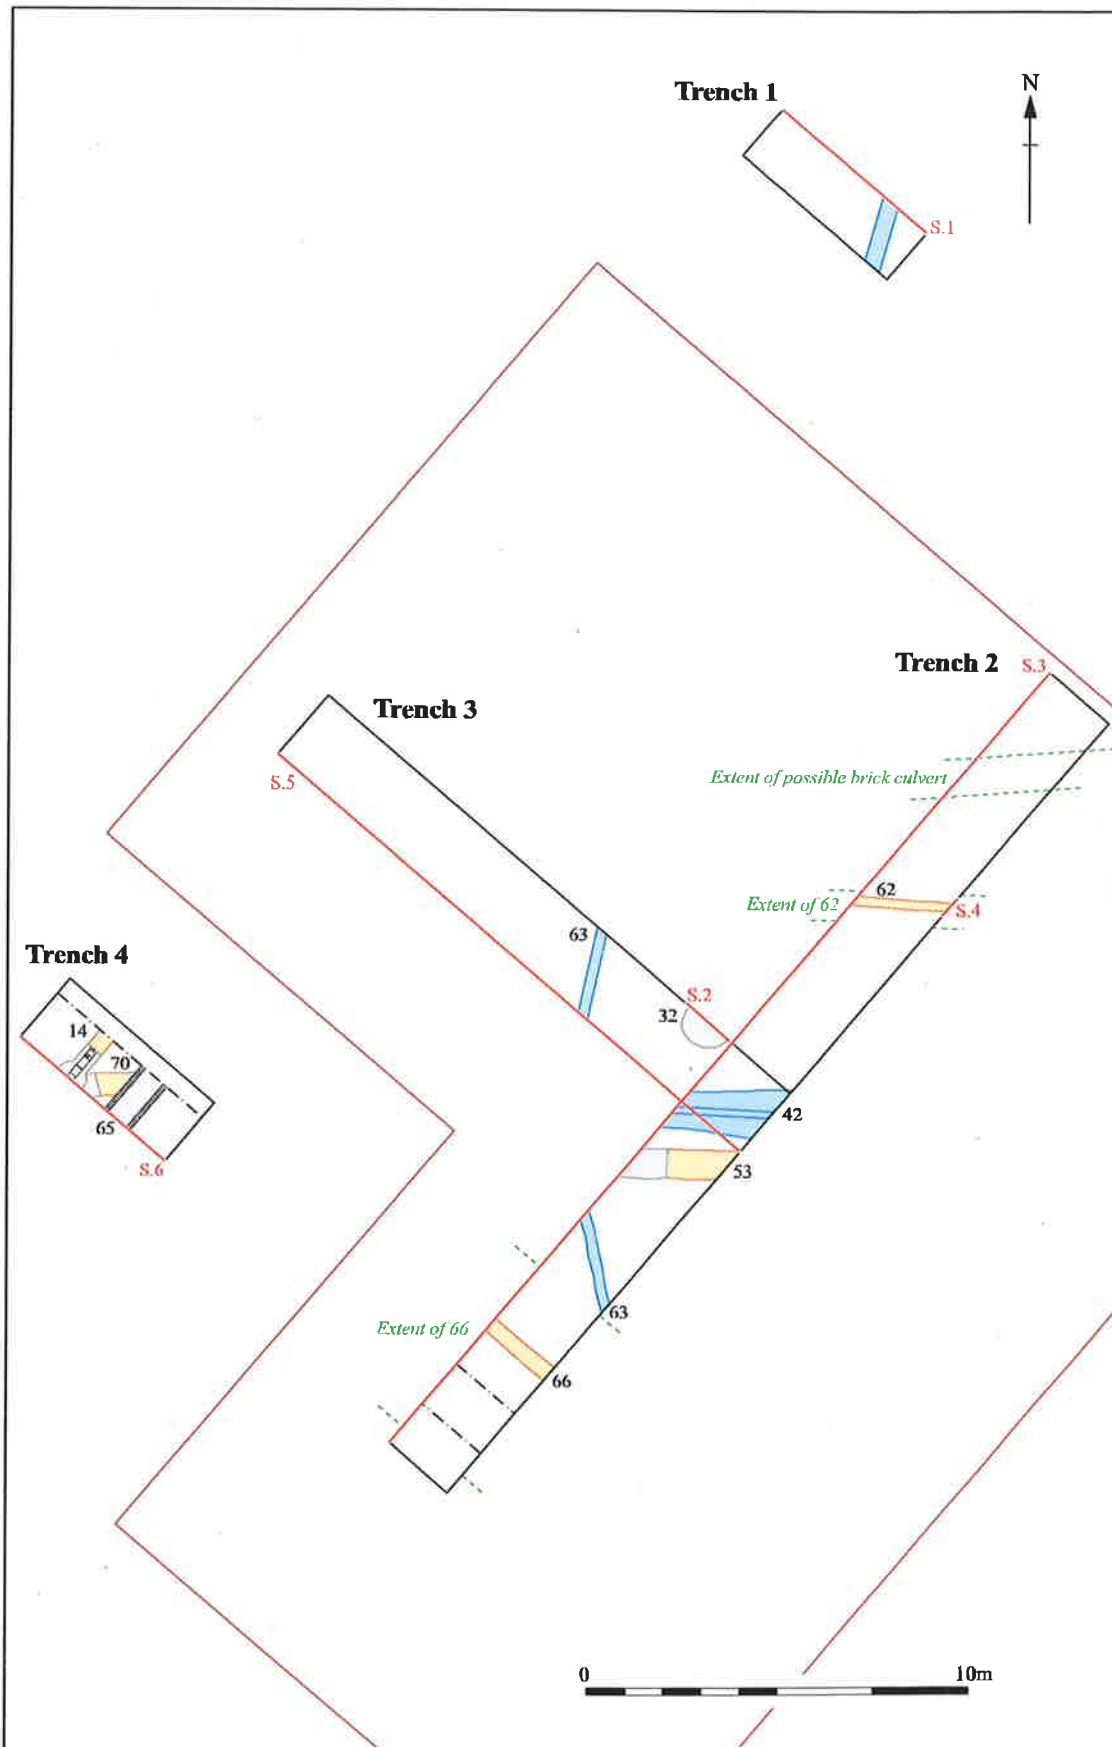 Trench 1
N
S.1
Trench 2
S.3
Trench 3
S.5
Extent of possible brick culvert
62
Extent of 62
S.4
63
S.2
32
Trench 4
14
70
65
S.6
42
53
63
Extent of 66
66
0
10m